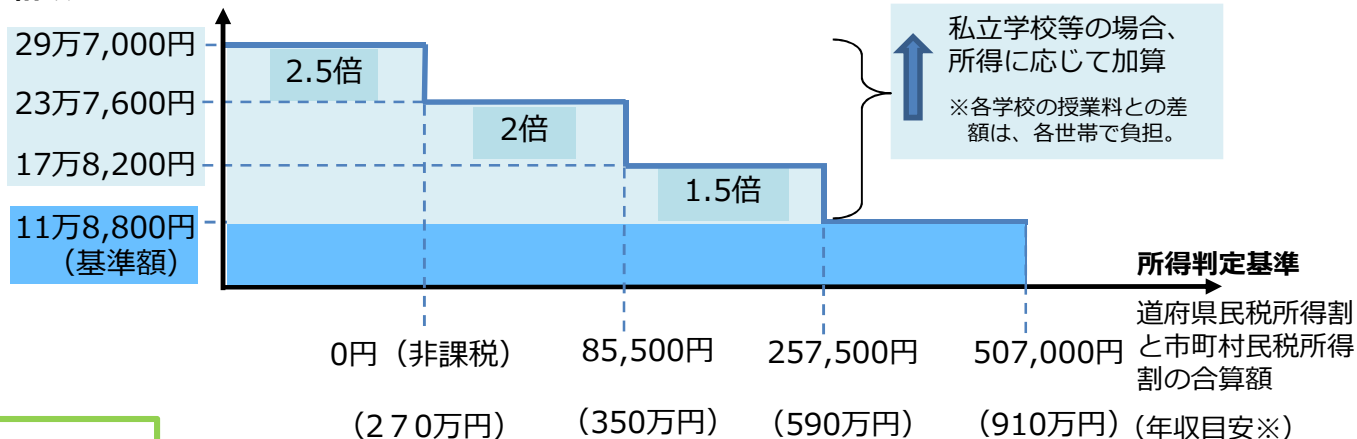 29万7,000円
23万7,600円
17万8,200円
11万8,800円
（基準額）
2.5倍
2倍
1.5倍
私立学校等の場合、
所得に応じて加算
※各学校の授業料との差
額は、各世帯で負担。
所得判定基準
道府県民税所得割
と市町村民税所得
割の合算額
（年収目安※）
0円（非課税）
85,500円
257,500円
507,000円
（２７０万円）
（350万円）
（590万円）
（910万円）